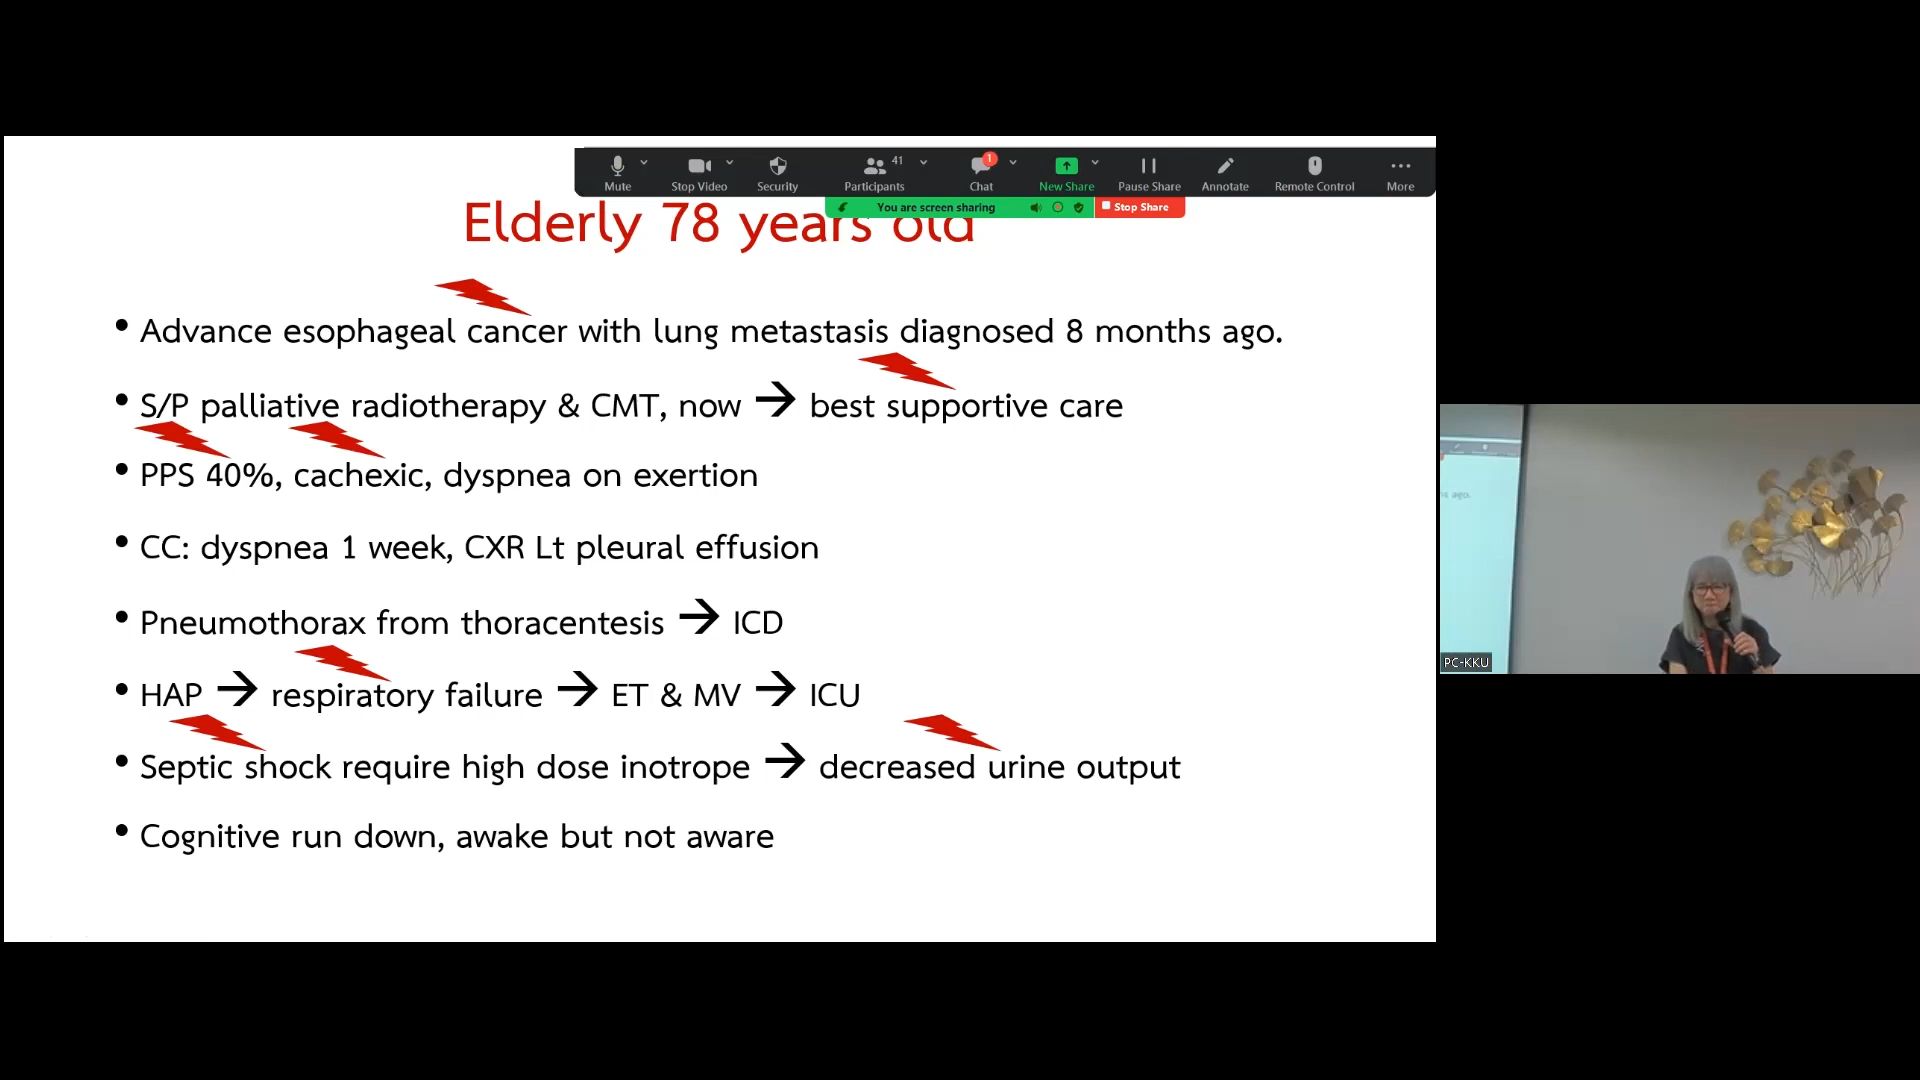 41
1
Mute
Stop Video
Security
Participants
Chat
New Share
Pause Share
Annotate
Remote Control
More
You are screen sharing
Stop Share
Elderly 78 years old
• Advance esophageal cancer with lung metastasis diagnosed 8 months ago.
• S/P palliative radiotherapy & CMT, now → best supportive care
• PPS 40%, cachexic, dyspnea on exertion
• CC: dyspnea 1 week, CXR Lt pleural effusion
• Pneumothorax from thoracentesis → ICD
• HAP → respiratory failure → ET & MV → ICU
• Septic shock require high dose inotrope → decreased urine output
• Cognitive run down, awake but not aware
ago.
PC-KKU